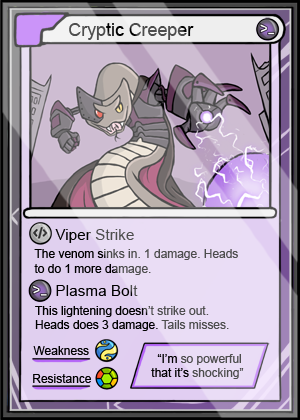 Cryptic Creeper
>_
</> Viper Strike
The venom sinks in. 1 damage. Heads
to do 1 more damage.
>_ Plasma Bolt
This lightening doesn't strike out.
Heads does 3 damage. Tails misses.
Weakness
Resistance
"I'm so powerful
that it's shocking"